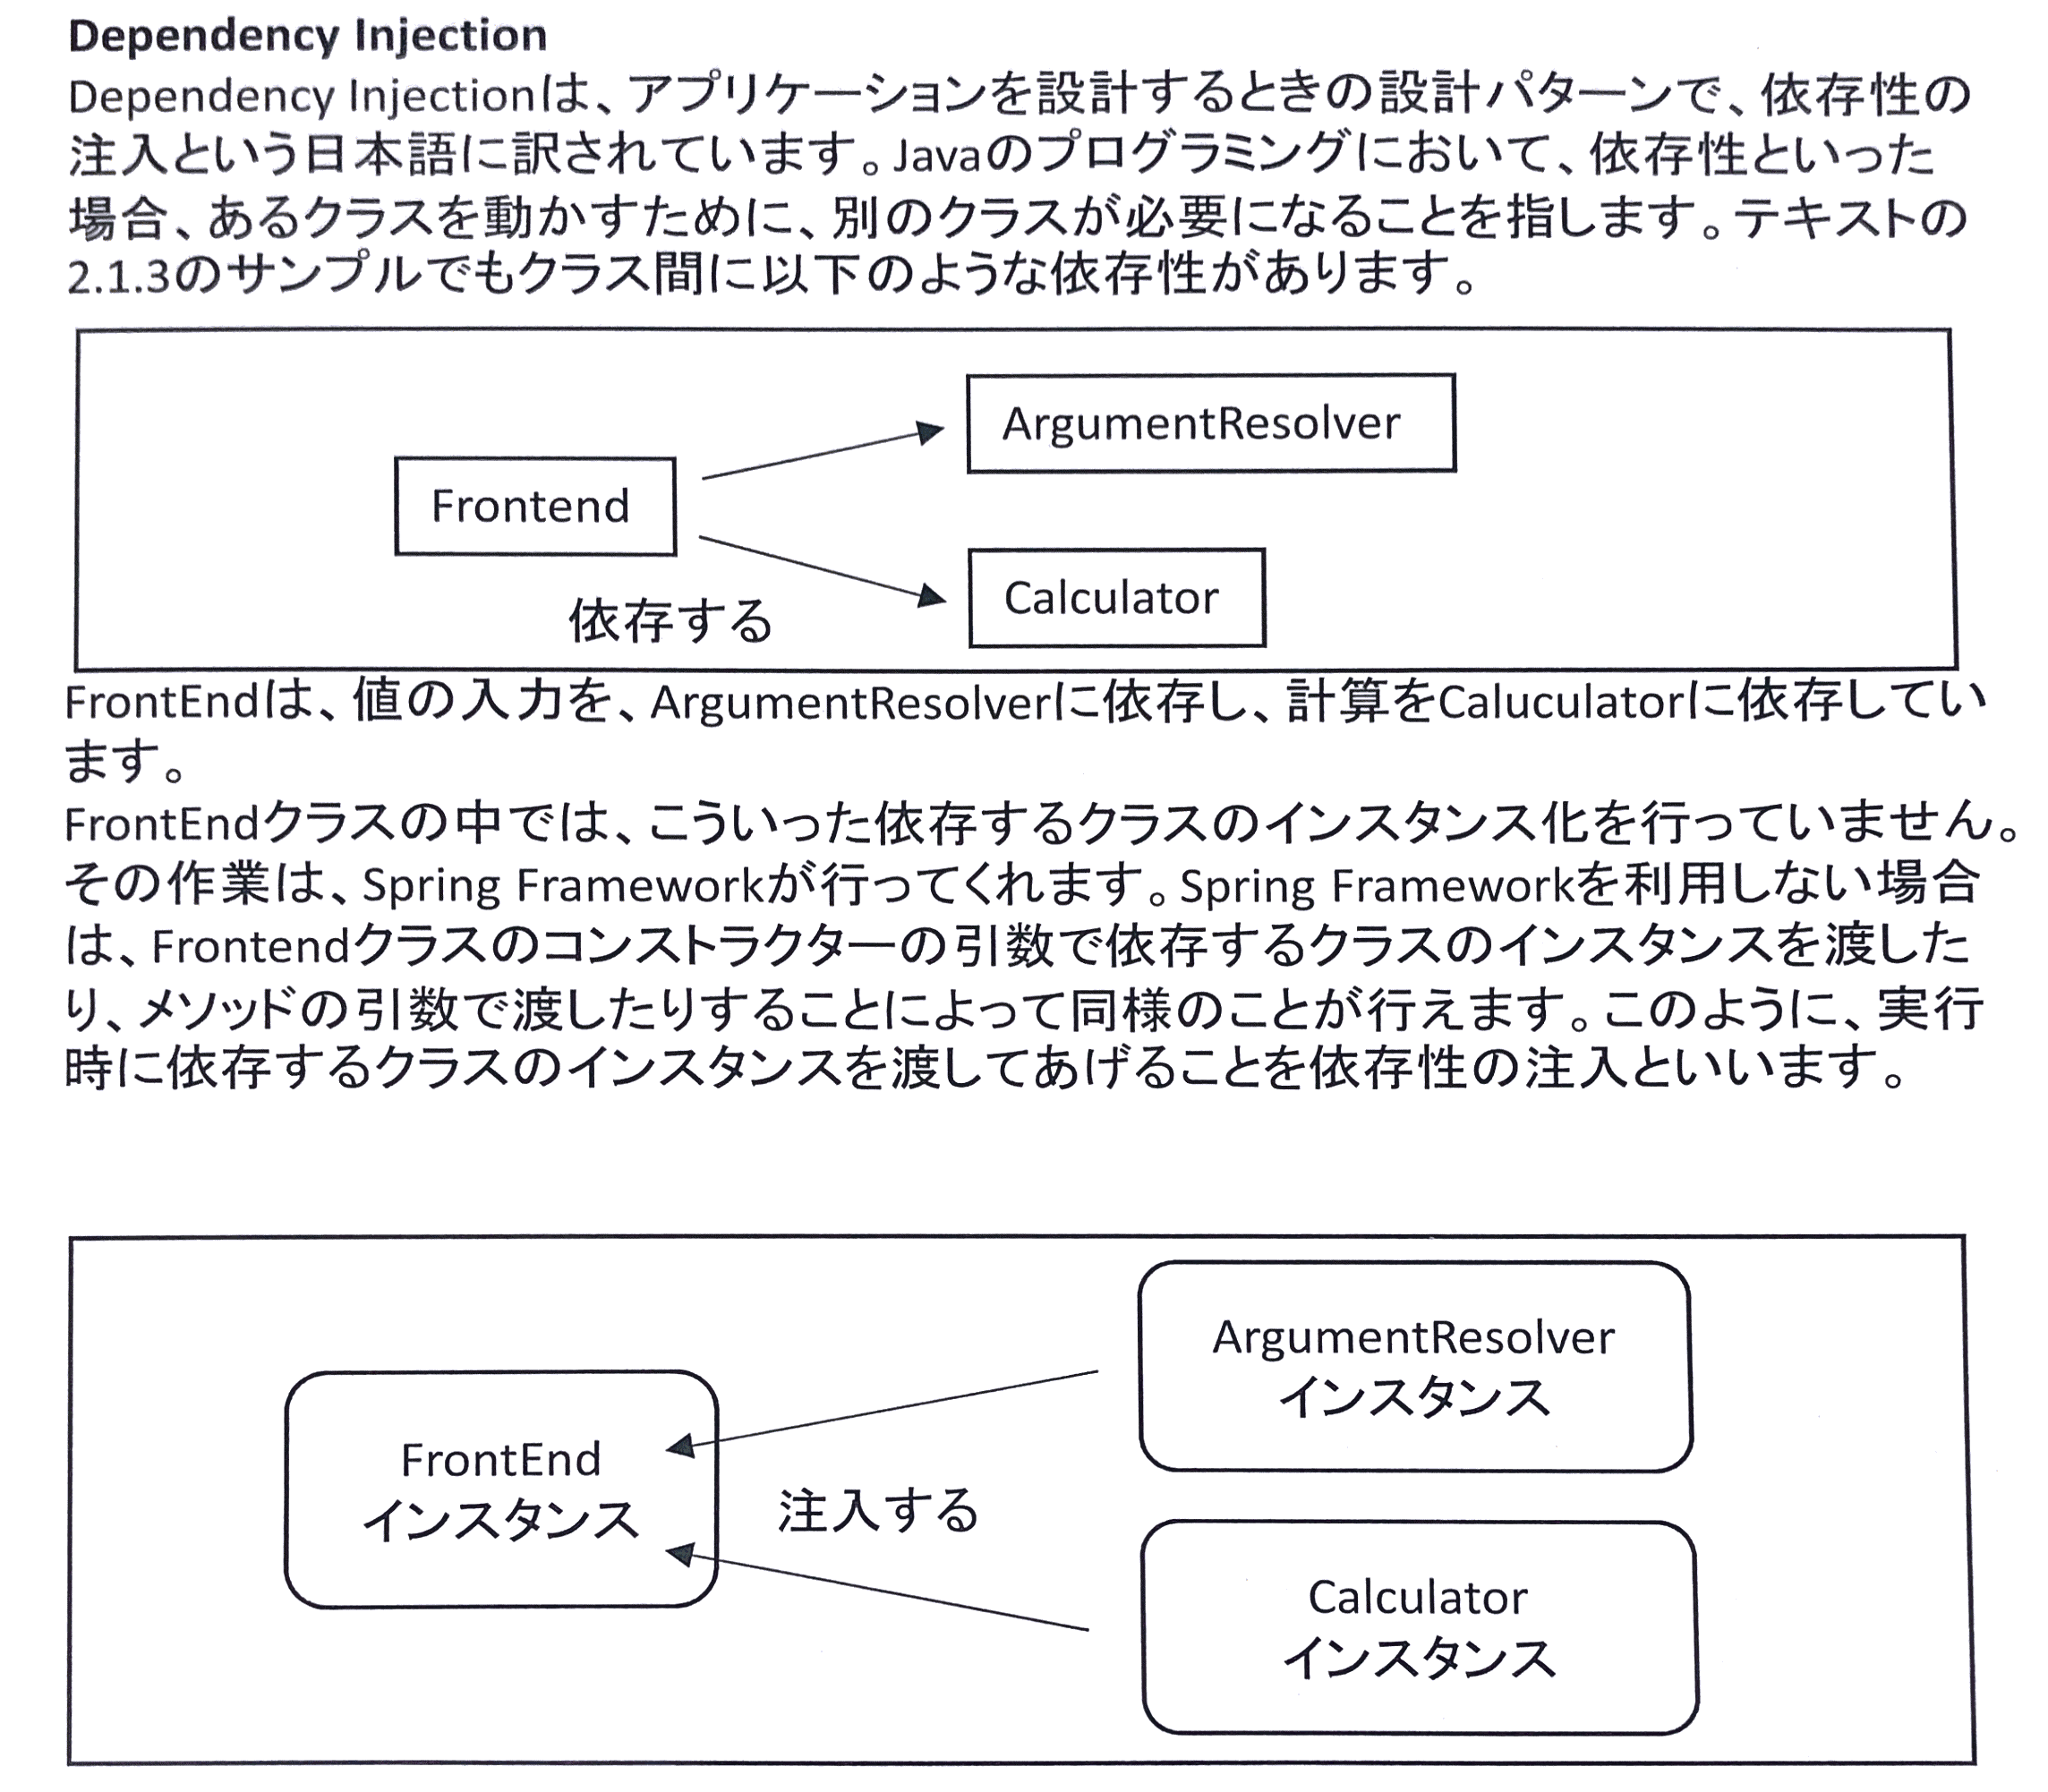 Dependency Injection
Dependency Injectionは、アプリケーションを設計するときの設計パターンで、依存性の
注入という日本語に訳されています。Javaのプログラミングにおいて、依存性といった
場合、あるクラスを動かすために、別のクラスが必要になることを指します。テキストの
2.1.3のサンプルでもクラス間に以下のような依存性があります。
ArgumentResolver
Frontend
Calculator
依存する
FrontEndは、値の入力を、ArgumentResolverに依存し、計算をCaluculatorに依存してい
ます。
FrontEndクラスの中では、こういった依存するクラスのインスタンス化を行っていません。
その作業は、Spring Frameworkが行ってくれます。Spring Frameworkを利用しない場合
は、Frontendクラスのコンストラクターの引数で依存するクラスのインスタンスを渡した
り、メソッドの引数で渡したりすることによって同様のことが行えます。このように、実行
時に依存するクラスのインスタンスを渡してあげることを依存性の注入といいます。
ArgumentResolver
インスタンス
FrontEnd
インスタンス
注入する
Calculator
インスタンス